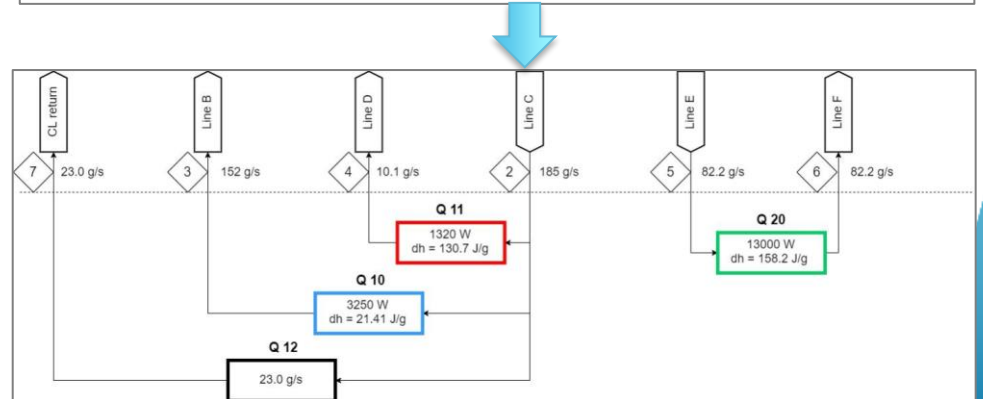 CL return
Line B
Line D
Line C
Line E
Line F
7 23.0 g/s
3 152 g/s
4 10.1 g/s
2 185 g/s
5 82.2 g/s
6 82.2 g/s
Q 11
1320 W
dh = 130.7 J/g
Q 20
13000 W
dh = 158.2 J/g
Q 10
3250 W
dh = 21.41 J/g
Q 12
23.0 g/s